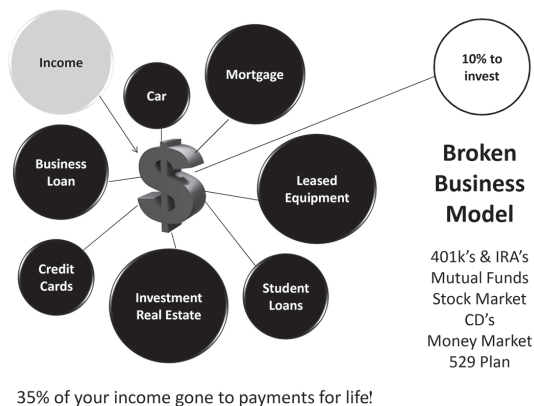 Income
Car
Mortgage
10% to
invest
Business
Loan
$
Leased
Equipment
Credit
Cards
Investment
Real Estate
Student
Loans
Broken
Business
Model
401k's & IRA's
Mutual Funds
Stock Market
CD's
Money Market
529 Plan
35% of your income gone to payments for life!